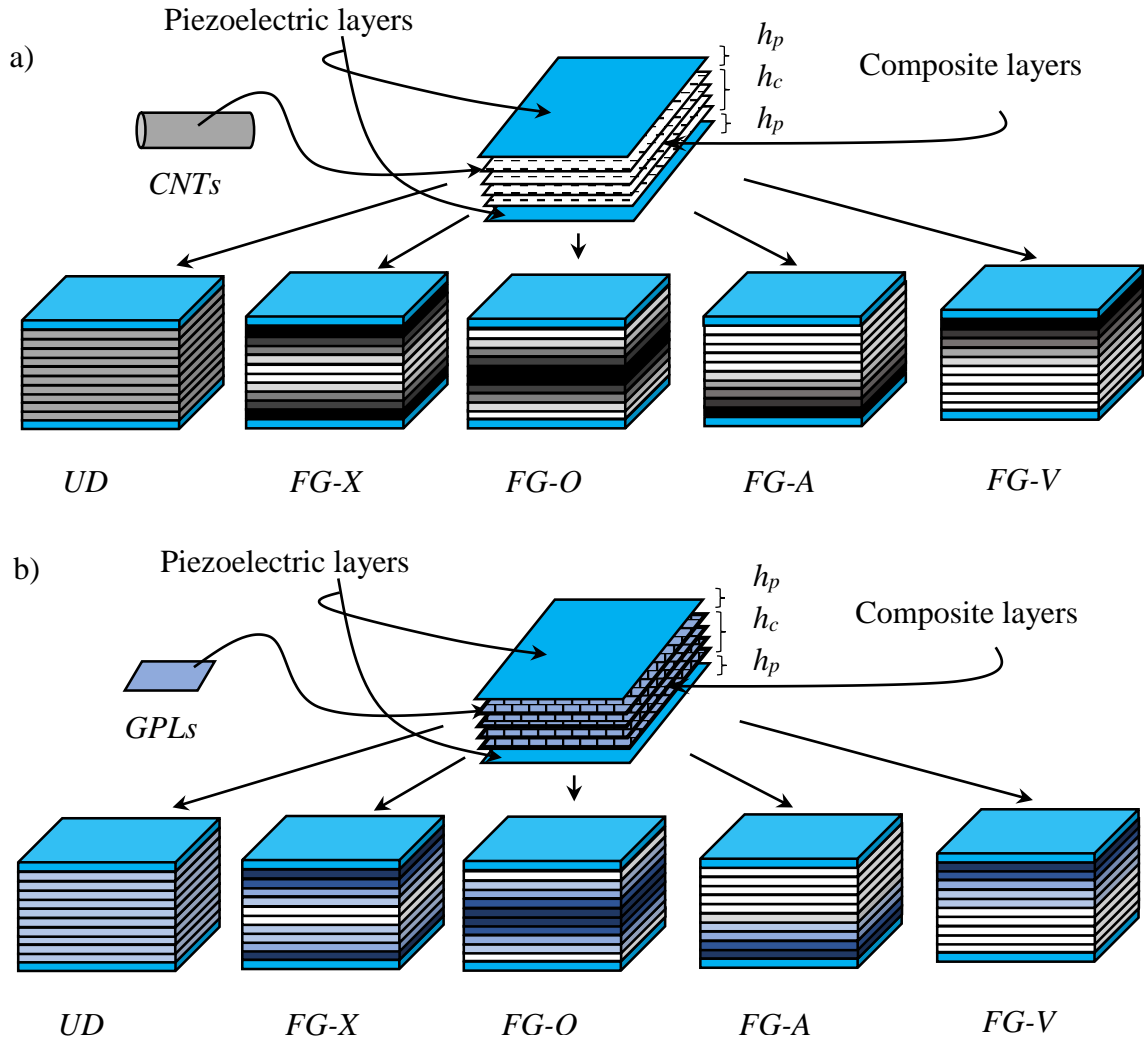 a)
Piezoelectric layers
h_p
h_c
h_p
Composite layers
CNTs
UD
FG-X
FG-O
FG-A
FG-V
b)
Piezoelectric layers
h_p
h_c
h_p
Composite layers
GPLs
UD
FG-X
FG-O
FG-A
FG-V